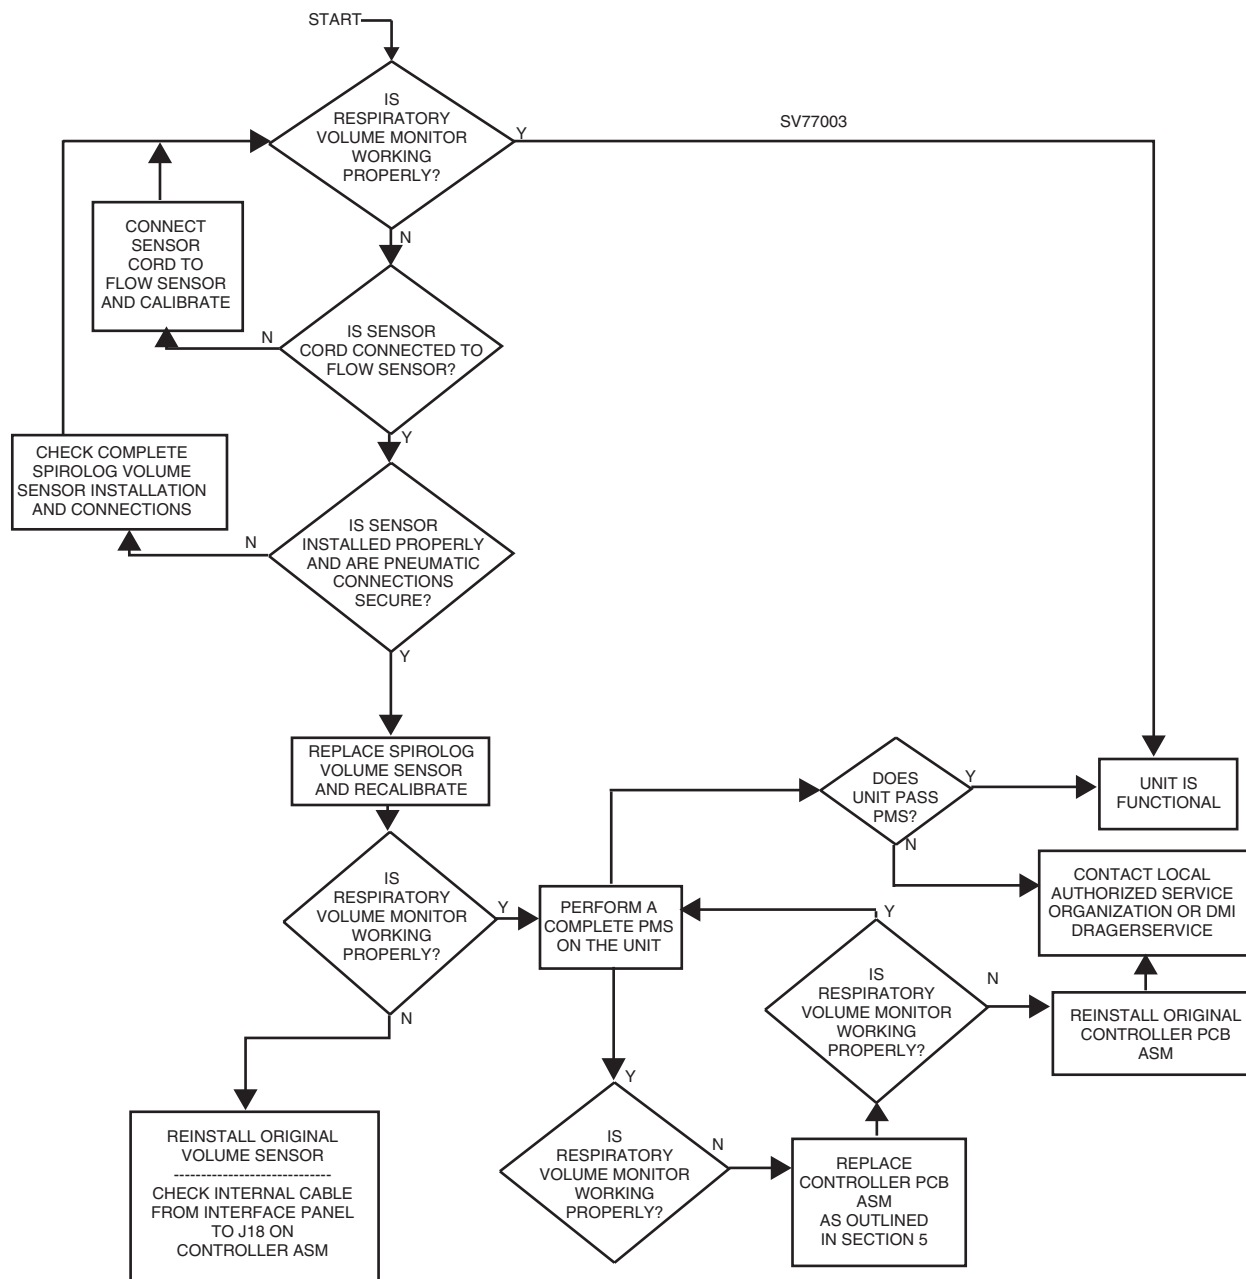 START
IS
RESPIRATORY
VOLUME MONITOR
WORKING
PROPERLY?
Y
SV77003
N
CONNECT
SENSOR
CORD TO
FLOW SENSOR
AND CALIBRATE
N
IS SENSOR
CORD CONNECTED TO
FLOW SENSOR?
Y
CHECK COMPLETE
SPIROLOG VOLUME
SENSOR INSTALLATION
AND CONNECTIONS
N
IS SENSOR
INSTALLED PROPERLY
AND ARE PNEUMATIC
CONNECTIONS
SECURE?
Y
REPLACE SPIROLOG
VOLUME SENSOR
AND RECALIBRATE
DOES
UNIT PASS
PMS?
Y
N
UNIT IS
FUNCTIONAL
IS
RESPIRATORY
VOLUME MONITOR
WORKING
PROPERLY?
Y
N
PERFORM A
COMPLETE PMS
ON THE UNIT
CONTACT LOCAL
AUTHORIZED SERVICE
ORGANIZATION OR DMI
DRAGERSERVICE
Y
IS
RESPIRATORY
VOLUME MONITOR
WORKING
PROPERLY?
N
REINSTALL ORIGINAL
CONTROLLER PCB
ASM
REINSTALL ORIGINAL
VOLUME SENSOR
-----------------------------
CHECK INTERNAL CABLE
FROM INTERFACE PANEL
TO J18 ON
CONTROLLER ASM
Y
IS
RESPIRATORY
VOLUME MONITOR
WORKING
PROPERLY?
N
REPLACE
CONTROLLER PCB
ASM
AS OUTLINED
IN SECTION 5